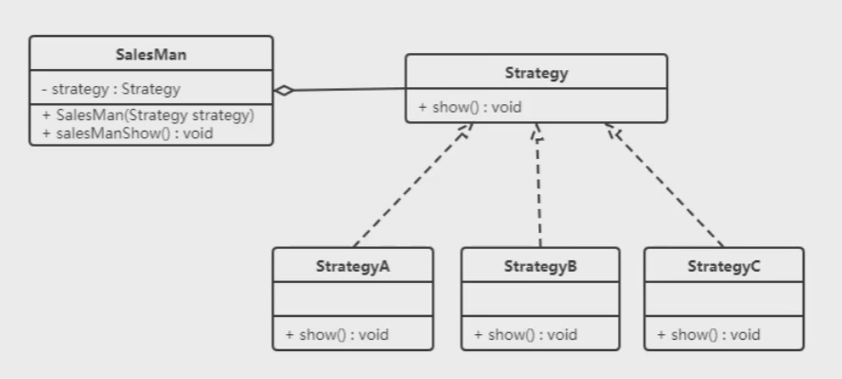 SalesMan
- strategy : Strategy
+ SalesMan(Strategy strategy)
+ salesManShow() : void
Strategy
+ show() : void
StrategyA
+ show() : void
StrategyB
+ show() : void
StrategyC
+ show() : void